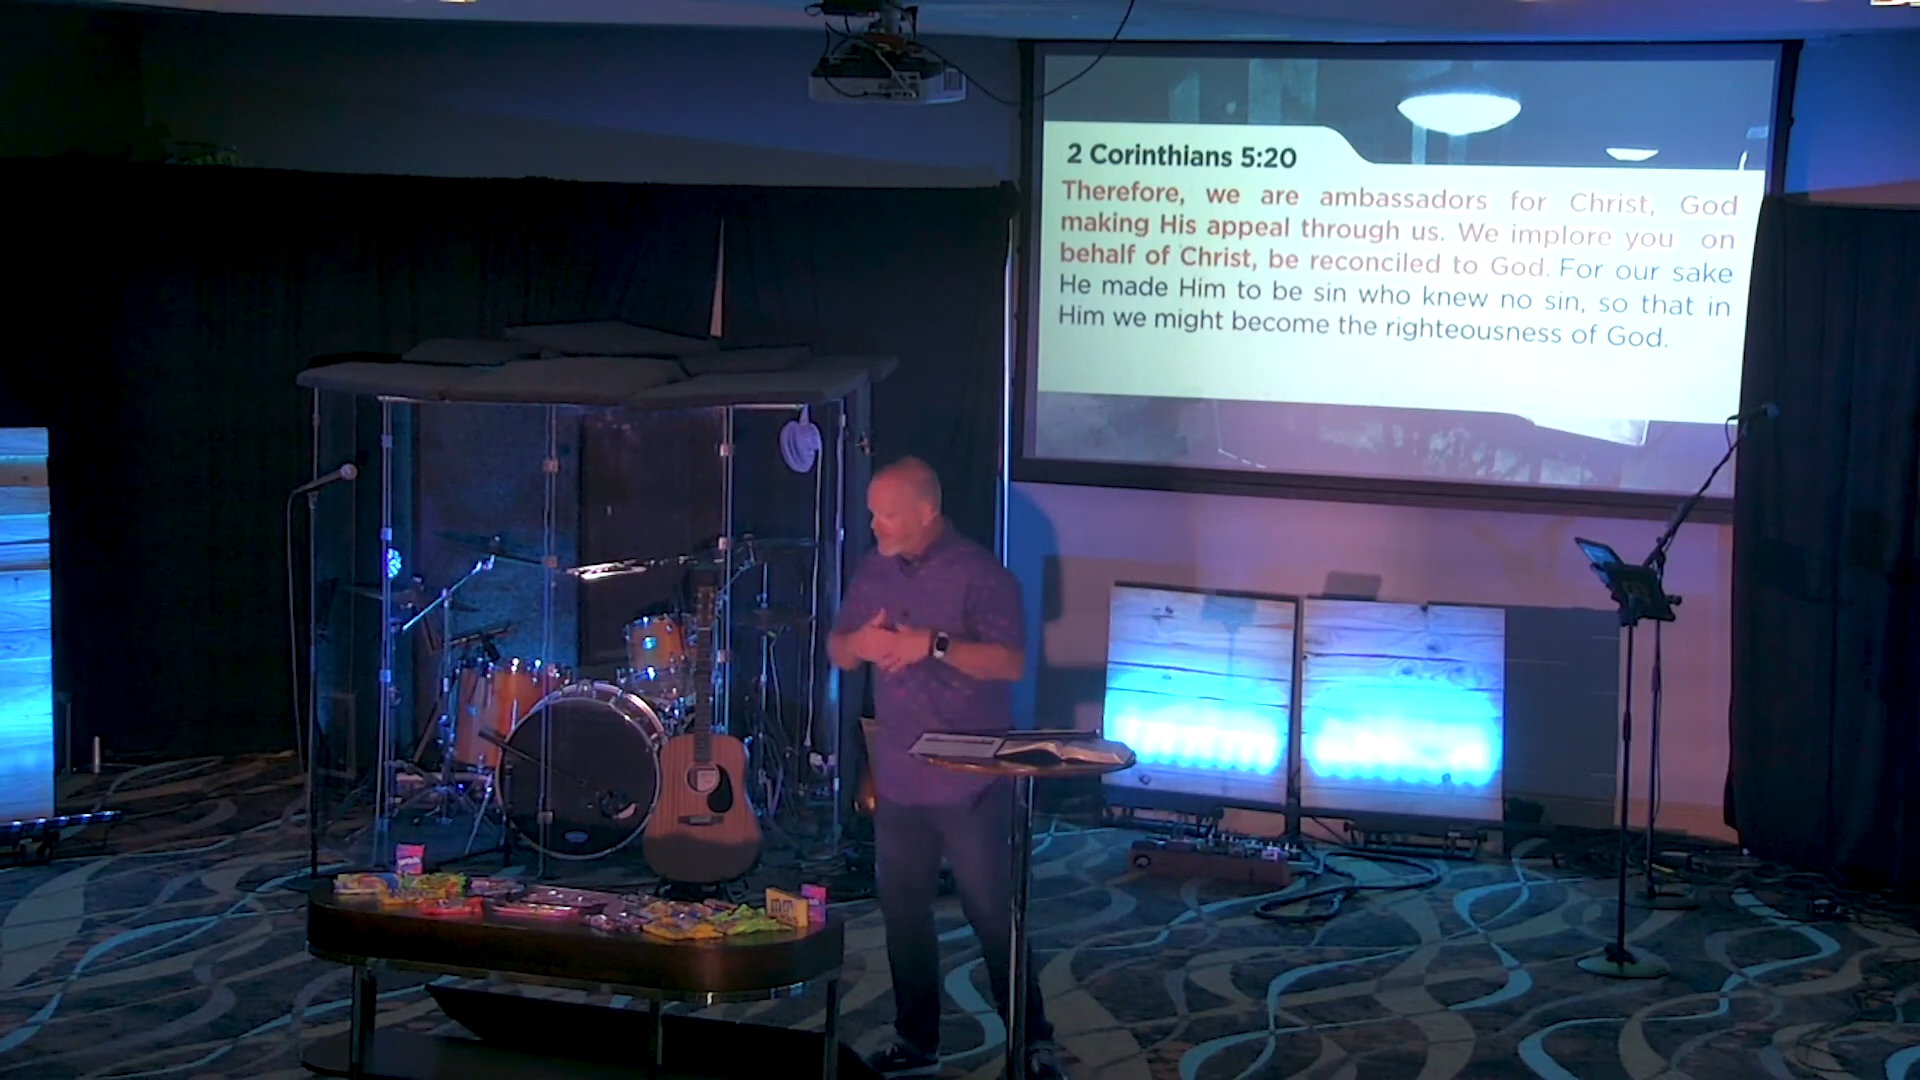 2 Corinthians 5:20
Therefore, we are ambassadors for Christ, God
making His appeal through us. We implore you on
behalf of Christ, be reconciled to God. For our sake
He made Him to be sin who knew no sin, so that in
Him we might become the righteousness of God.
m&m's